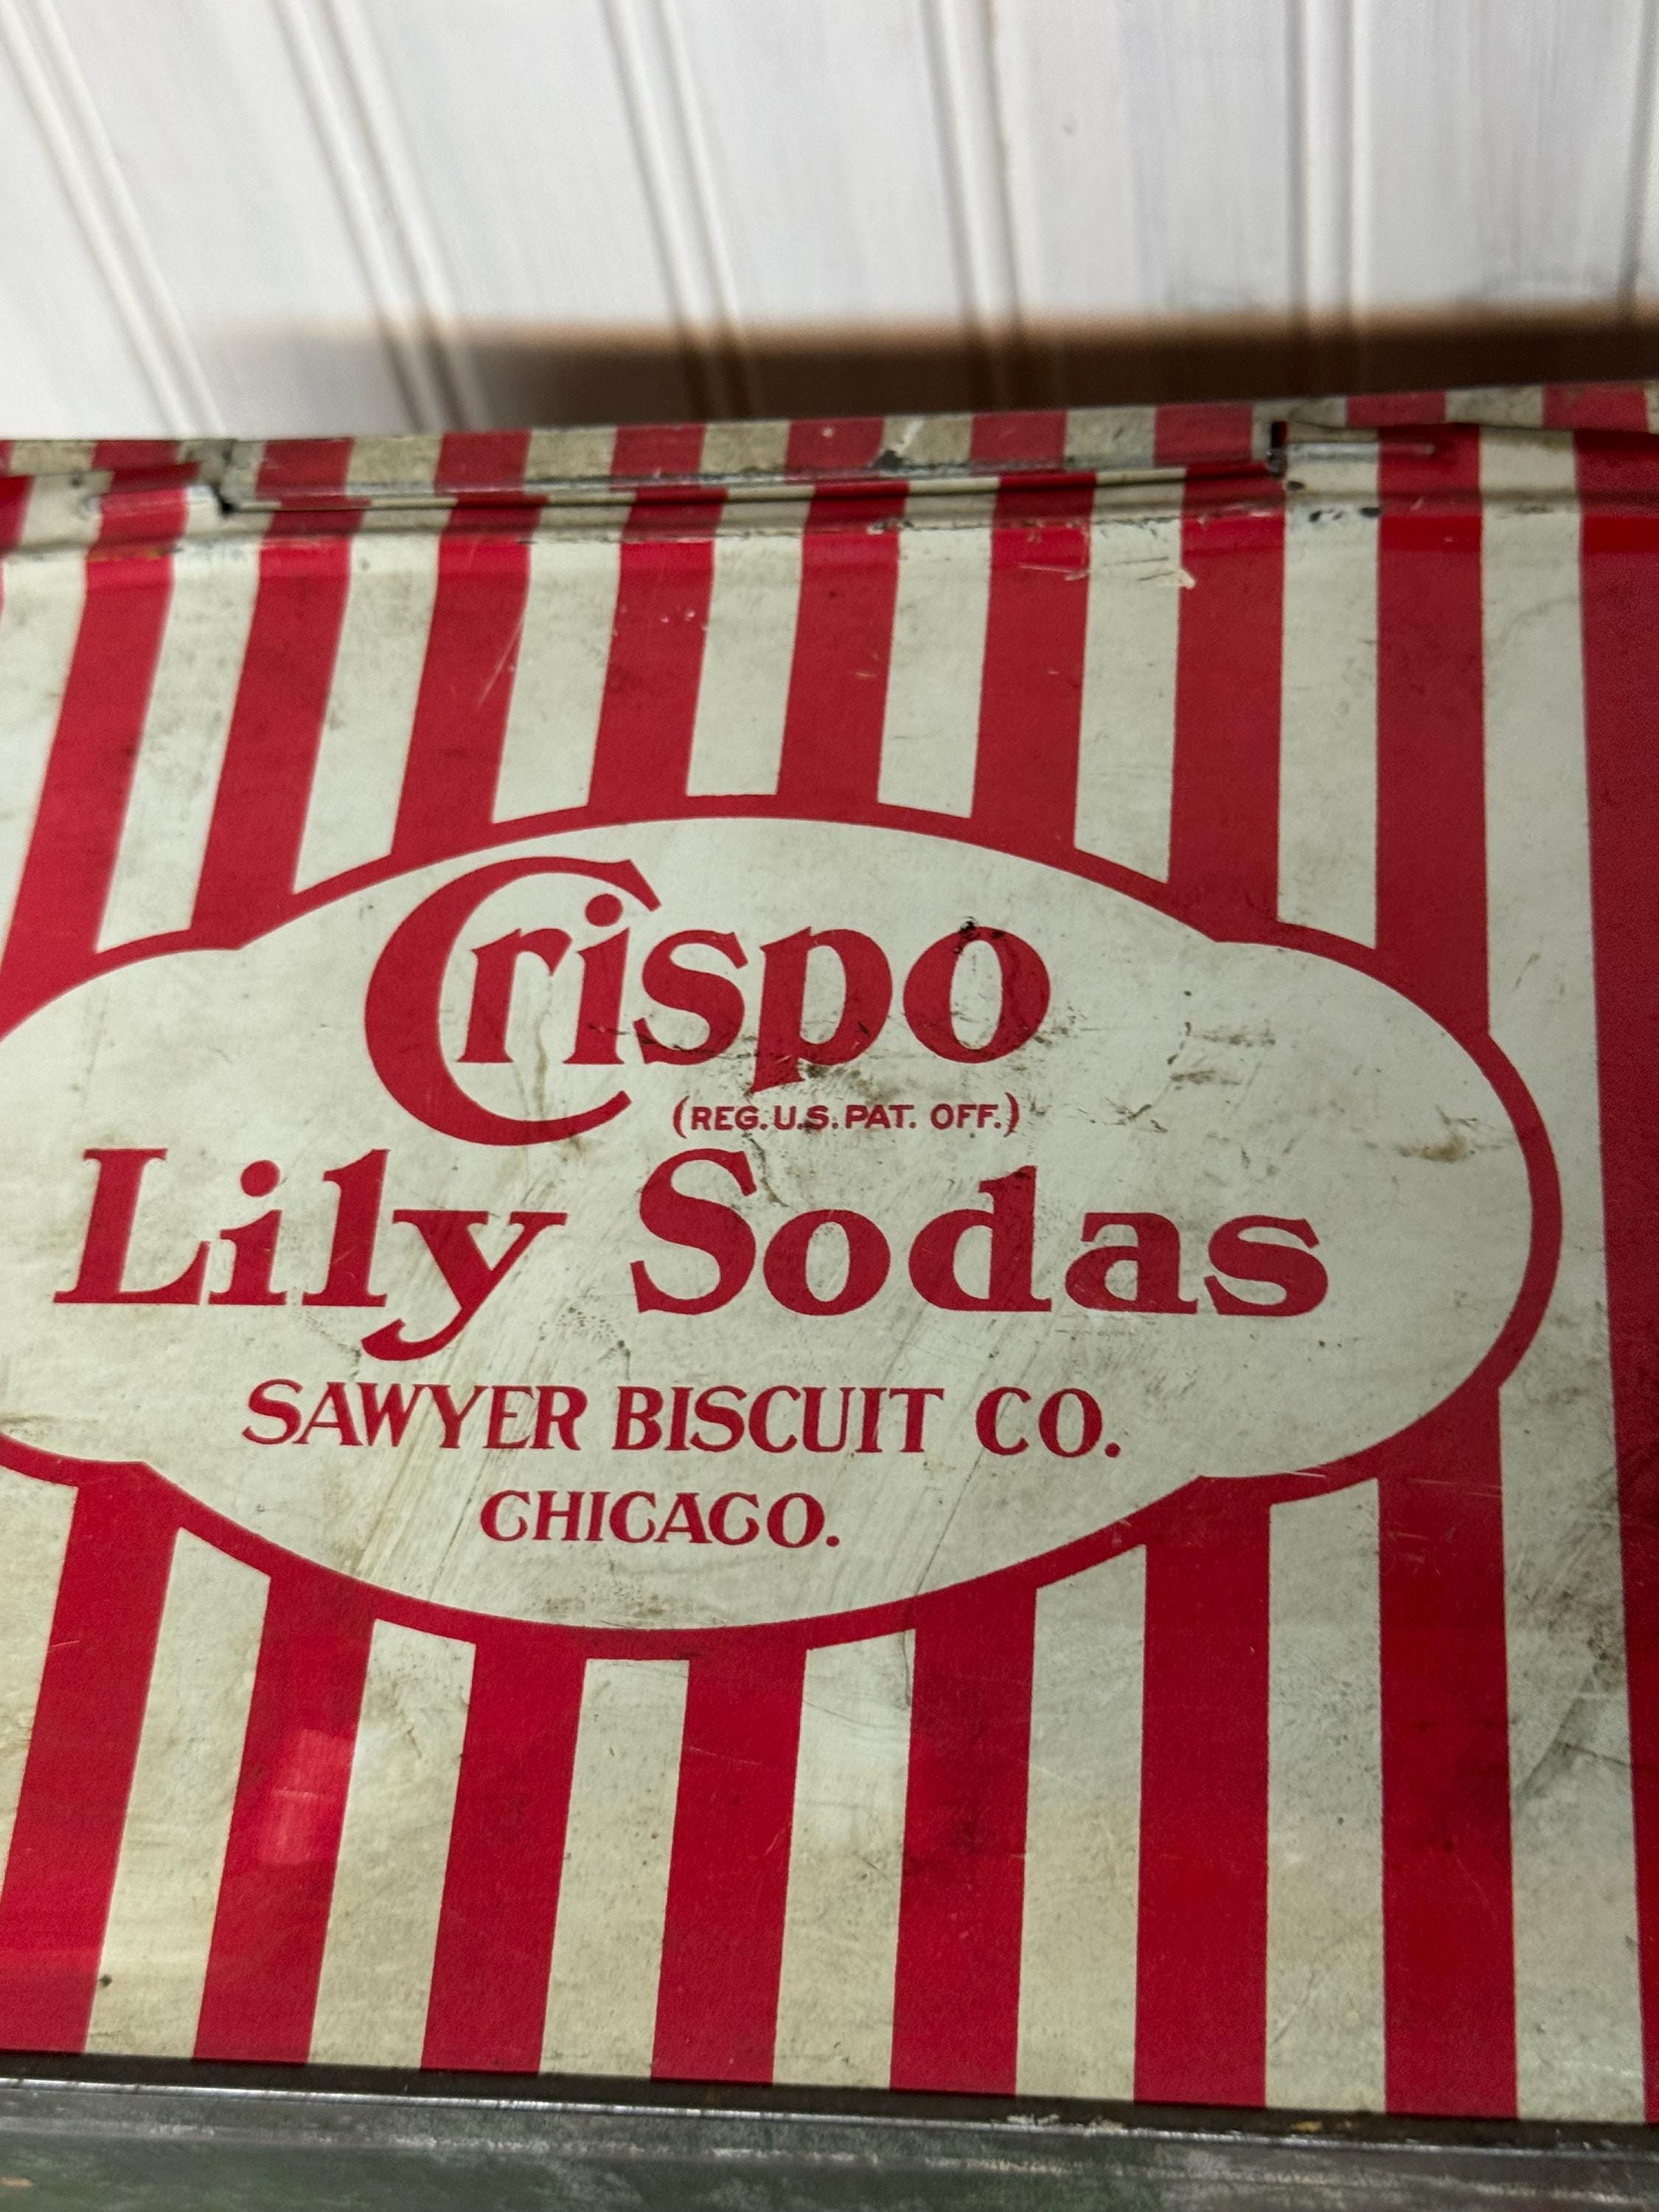 Crispo
(REG. U.S. PAT. OFF.)
Lily Sodas
SAWYER BISCUIT CO.
CHICAGO.